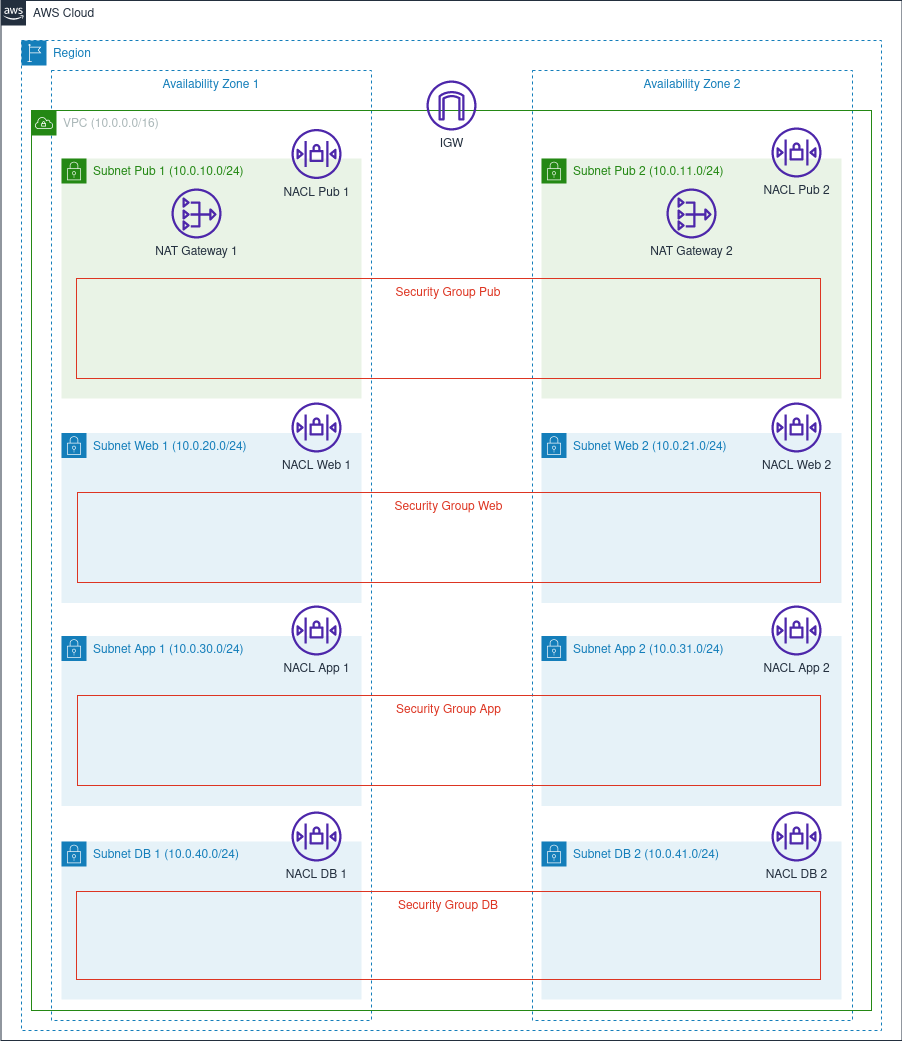 aws
AWS Cloud
Region
Availability Zone 1
Availability Zone 2
IGW
VPC (10.0.0.0/16)
Subnet Pub 1 (10.0.10.0/24)
NACL Pub 1
Subnet Pub 2 (10.0.11.0/24)
NACL Pub 2
NAT Gateway 1
NAT Gateway 2
Security Group Pub
Subnet Web 1 (10.0.20.0/24)
NACL Web 1
Subnet Web 2 (10.0.21.0/24)
NACL Web 2
Security Group Web
Subnet App 1 (10.0.30.0/24)
NACL App 1
Subnet App 2 (10.0.31.0/24)
NACL App 2
Security Group App
Subnet DB 1 (10.0.40.0/24)
NACL DB 1
Subnet DB 2 (10.0.41.0/24)
NACL DB 2
Security Group DB